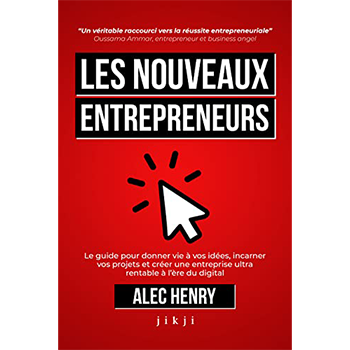 "Un véritable raccourci vers la réussite entrepreneuriale"
Oussama Ammar, entrepreneur et business angel
LES NOUVEAUX
ENTREPRENEURS
Le guide pour donner vie à vos idées, incarner
vos projets et créer une entreprise ultra
rentable à l'ère du digital
ALEC HENRY
jikji